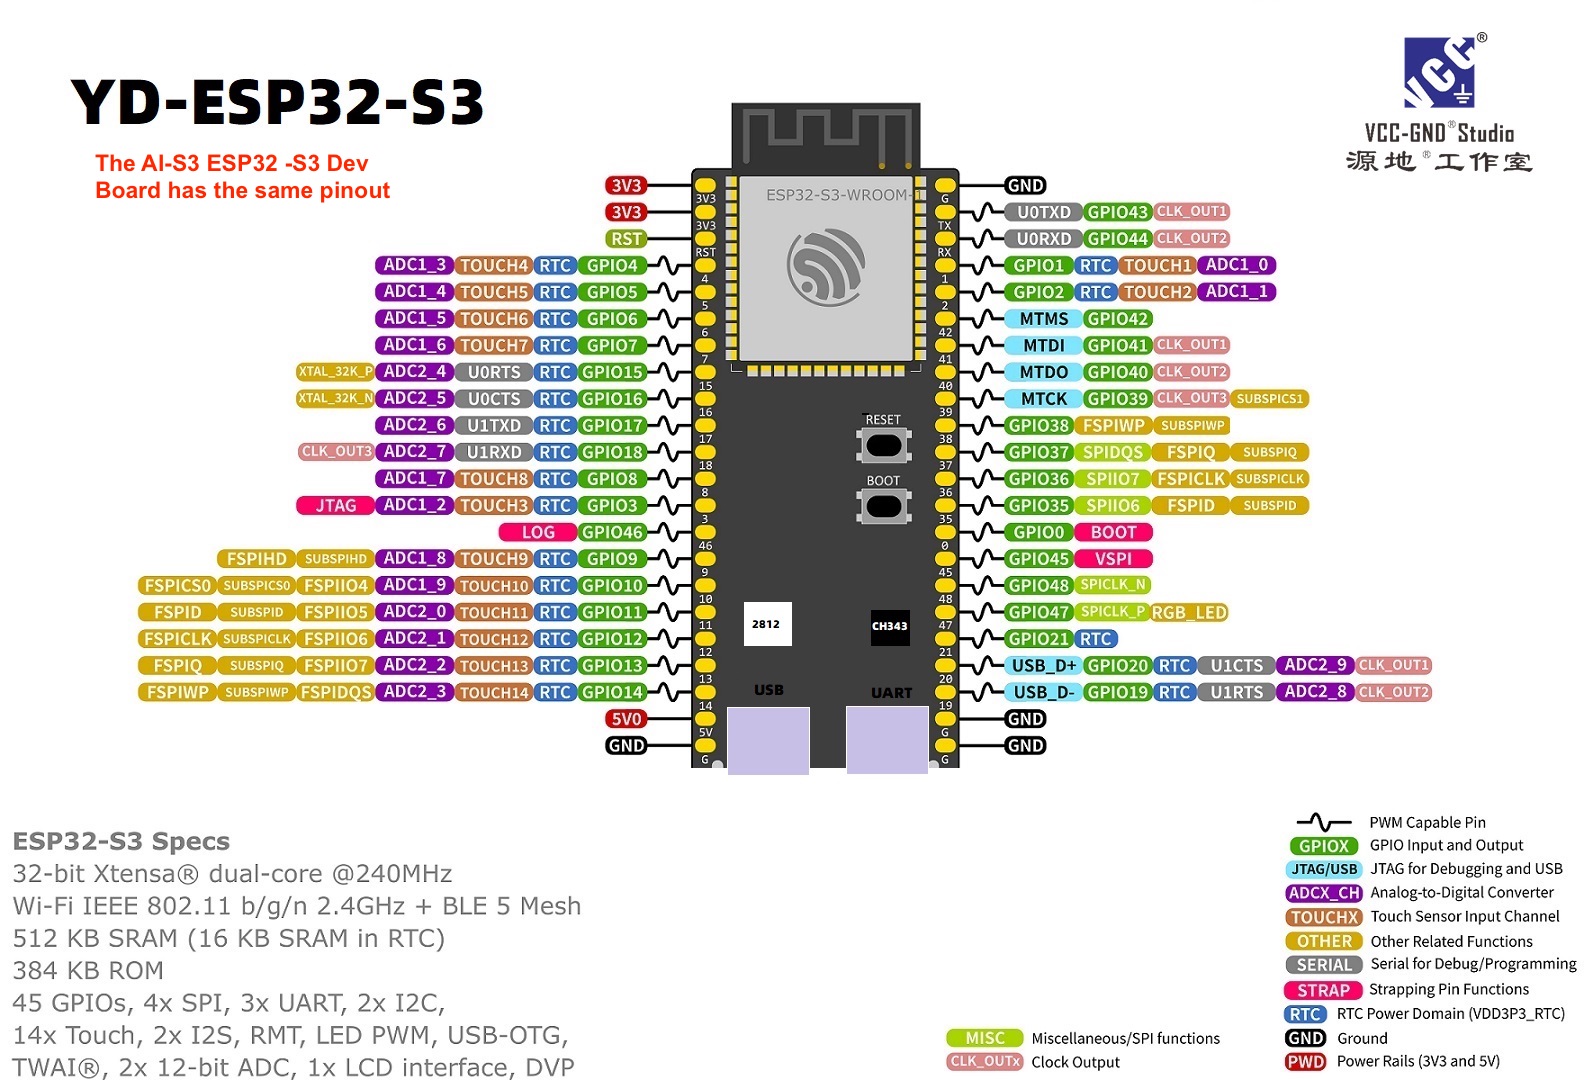 YD-ESP32-S3
The AI-S3 ESP32 -S3 Dev
Board has the same pinout
VCC ®
VCC-GND® Studio
源地®工作室
ESP32-S3-WROOM-1
3V3 3V3 G GND
3V3 3V3 TX U0TXD GPIO43 CLK_OUT1
RST RST RX U0RXD GPIO44 CLK_OUT2
ADC1_3 TOUCH4 RTC GPIO4 4 1 GPIO1 RTC TOUCH1 ADC1_0
ADC1_4 TOUCH5 RTC GPIO5 5 2 GPIO2 RTC TOUCH2 ADC1_1
ADC1_5 TOUCH6 RTC GPIO6 6 42 MTMS GPIO42
ADC1_6 TOUCH7 RTC GPIO7 7 41 MTDI GPIO41 CLK_OUT1
XTAL_32K_P ADC2_4 U0RTS RTC GPIO15 15 40 MTDO GPIO40 CLK_OUT2
XTAL_32K_N ADC2_5 U0CTS RTC GPIO16 16 39 MTCK GPIO39 CLK_OUT3 SUBSPICS1
ADC2_6 U1TXD RTC GPIO17 17 RESET 38 GPIO38 FSPIWP SUBSPIWP
CLK_OUT3 ADC2_7 U1RXD RTC GPIO18 18 37 GPIO37 SPIDQS FSPIQ SUBSPIQ
ADC1_7 TOUCH8 RTC GPIO8 8 BOOT 36 GPIO36 SPIIO7 FSPICLK SUBSPICLK
JTAG ADC1_2 TOUCH3 RTC GPIO3 3 35 GPIO35 SPIIO6 FSPID SUBSPID
LOG GPIO46 46 0 GPIO0 BOOT
FSPIHD SUBSPIHD ADC1_8 TOUCH9 RTC GPIO9 9 45 GPIO45 VSPI
FSPICS0 SUBSPICS0 FSPIIO4 ADC1_9 TOUCH10 RTC GPIO10 10 48 GPIO48 SPICLK_N
FSPID SUBSPID FSPIIO5 ADC2_0 TOUCH11 RTC GPIO11 11 2812 CH343 47 GPIO47 SPICLK_P RGB_LED
FSPICLK SUBSPICLK FSPIIO6 ADC2_1 TOUCH12 RTC GPIO12 12 21 GPIO21 RTC
FSPIQ SUBSPIQ FSPIIO7 ADC2_2 TOUCH13 RTC GPIO13 13 20 USB_D+ GPIO20 RTC U1CTS ADC2_9 CLK_OUT1
FSPIWP SUBSPIWP FSPIDQS ADC2_3 TOUCH14 RTC GPIO14 14 USB UART 19 USB_D- GPIO19 RTC U1RTS ADC2_8 CLK_OUT2
5V0 5V G GND
GND G G GND
ESP32-S3 Specs
32-bit Xtensa® dual-core @240MHz
Wi-Fi IEEE 802.11 b/g/n 2.4GHz + BLE 5 Mesh
512 KB SRAM (16 KB SRAM in RTC)
384 KB ROM
45 GPIOs, 4x SPI, 3x UART, 2x I2C,
14x Touch, 2x I2S, RMT, LED PWM, USB-OTG,
TWAI®, 2x 12-bit ADC, 1x LCD interface, DVP
MISC Miscellaneous/SPI functions
CLK_OUTx Clock Output
PWM Capable Pin
GPIOX GPIO Input and Output
JTAG/USB JTAG for Debugging and USB
ADCX_CH Analog-to-Digital Converter
TOUCHX Touch Sensor Input Channel
OTHER Other Related Functions
SERIAL Serial for Debug/Programming
STRAP Strapping Pin Functions
RTC RTC Power Domain (VDD3P3_RTC)
GND Ground
PWD Power Rails (3V3 and 5V)